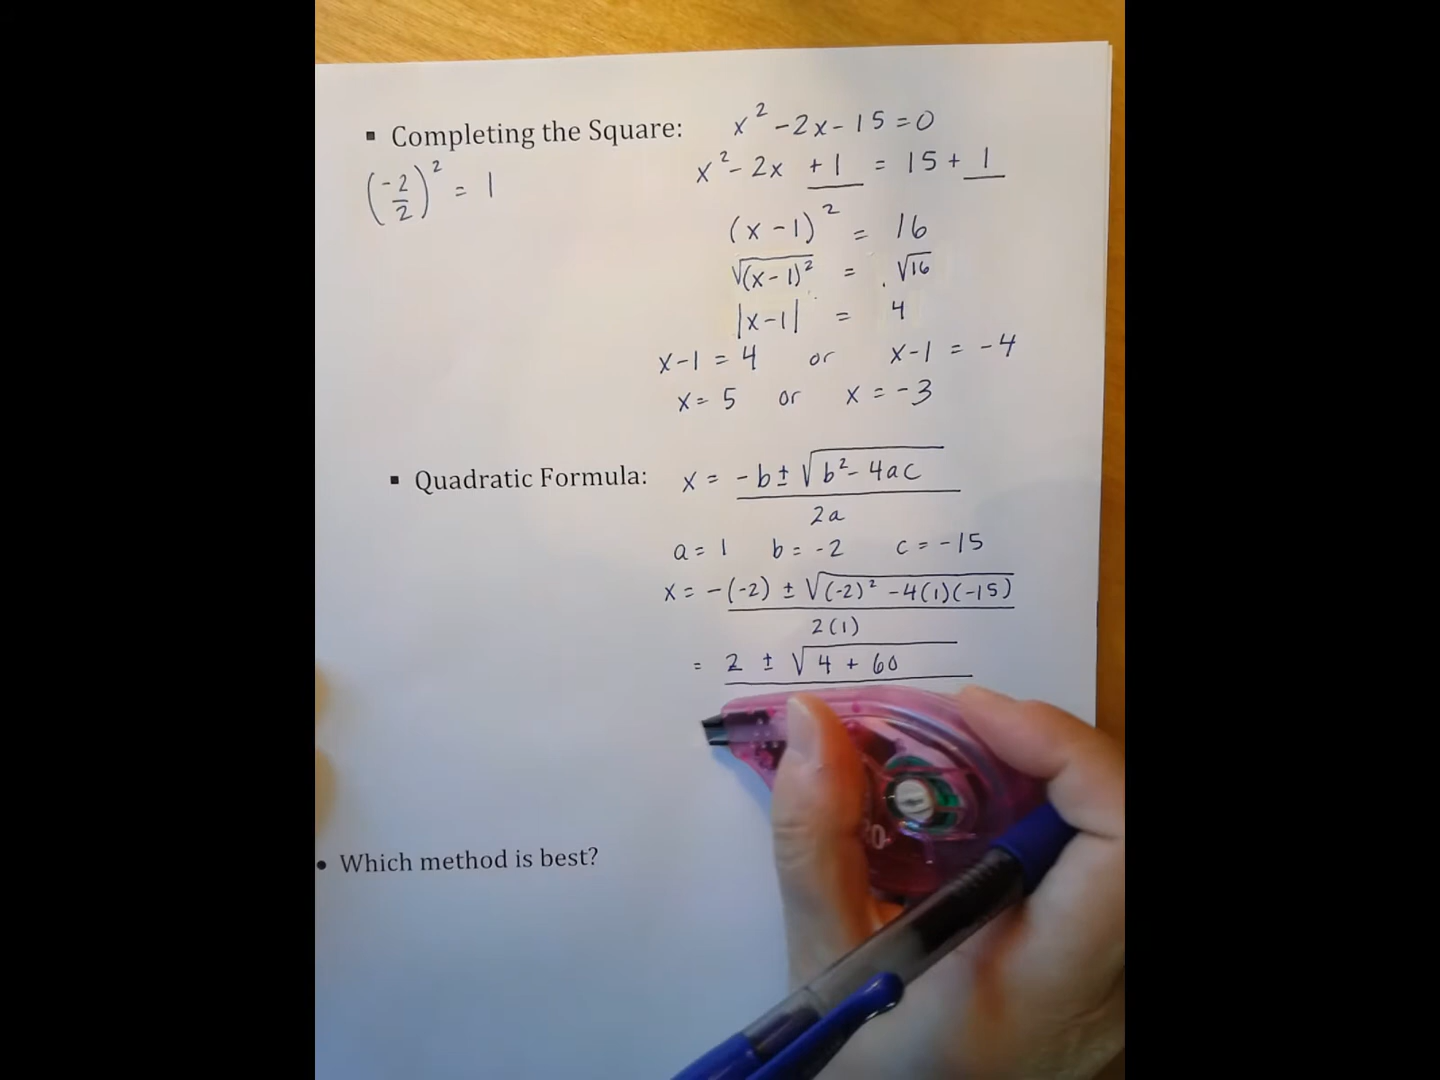 ▪ Completing the Square: x² - 2x - 15 = 0
(-2/2)² = 1
x² - 2x + 1 = 15 + 1
(x - 1)² = 16
√(x - 1)² = √16
|x - 1| = 4
x - 1 = 4 or x - 1 = -4
x = 5 or x = -3
▪ Quadratic Formula: x = -b ± √b² - 4ac
2a
a = 1 b = -2 c = -15
x = -(-2) ± √(-2)² - 4(1)(-15)
2(1)
= 2 ± √4 + 60
• Which method is best?